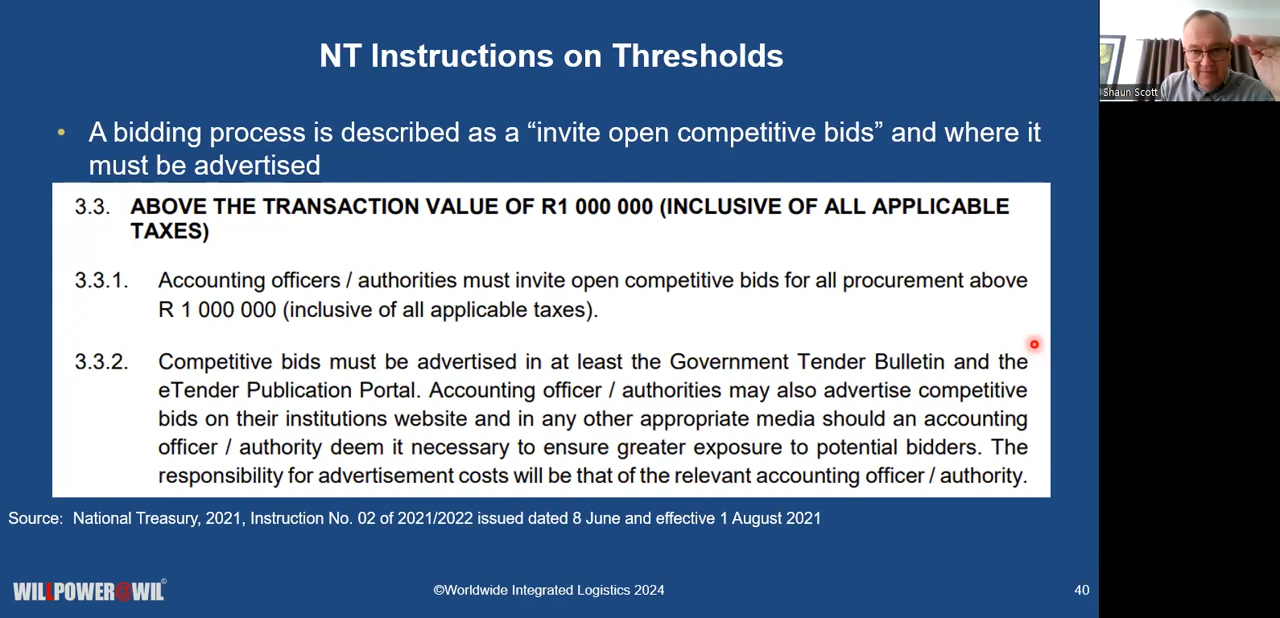 NT Instructions on Thresholds
Shaun Scott
• A bidding process is described as a “invite open competitive bids” and where it
must be advertised
3.3. ABOVE THE TRANSACTION VALUE OF R1 000 000 (INCLUSIVE OF ALL APPLICABLE
TAXES)
3.3.1. Accounting officers / authorities must invite open competitive bids for all procurement above
R 1 000 000 (inclusive of all applicable taxes).
3.3.2. Competitive bids must be advertised in at least the Government Tender Bulletin and the
eTender Publication Portal. Accounting officer / authorities may also advertise competitive
bids on their institutions website and in any other appropriate media should an accounting
officer / authority deem it necessary to ensure greater exposure to potential bidders. The
responsibility for advertisement costs will be that of the relevant accounting officer / authority.
Source: National Treasury, 2021, Instruction No. 02 of 2021/2022 issued dated 8 June and effective 1 August 2021
WILLPOWER@WIL©
©Worldwide Integrated Logistics 2024
40